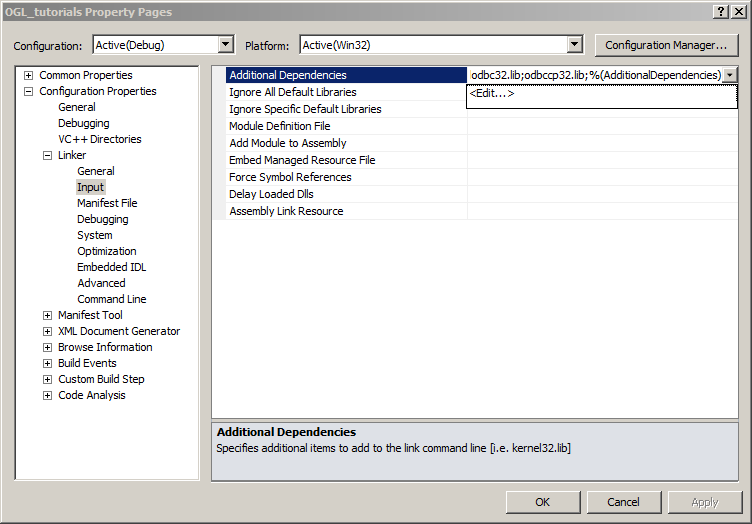 OGL_tutorials Property Pages
Configuration: Active(Debug) Platform: Active(Win32) Configuration Manager...
Common Properties
Configuration Properties
General
Debugging
VC++ Directories
Linker
General
Input
Manifest File
Debugging
System
Optimization
Embedded IDL
Advanced
Command Line
Manifest Tool
XML Document Generator
Browse Information
Build Events
Custom Build Step
Code Analysis
Additional Dependencies odbc32.lib;odbccp32.lib;%(AdditionalDependencies)
<Edit...>
Ignore All Default Libraries
Ignore Specific Default Libraries
Module Definition File
Add Module to Assembly
Embed Managed Resource File
Force Symbol References
Delay Loaded Dlls
Assembly Link Resource
Additional Dependencies
Specifies additional items to add to the link command line [i.e. kernel32.lib]
OK Cancel Apply